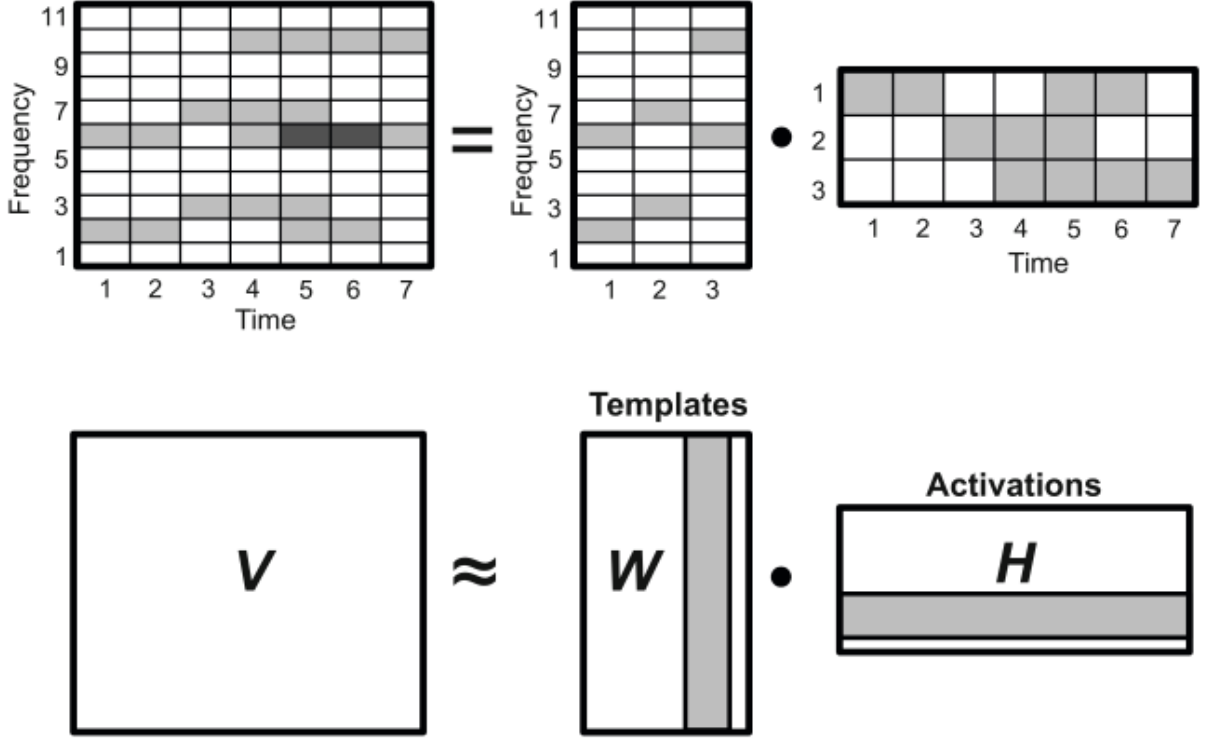 11
9
7
5
3
1
Frequency
1 2 3 4 5 6 7
Time
=
11
9
7
5
3
1
Frequency
1 2 3
•
1
2
3
1 2 3 4 5 6 7
Time
Templates
Activations
V ≈ W • H